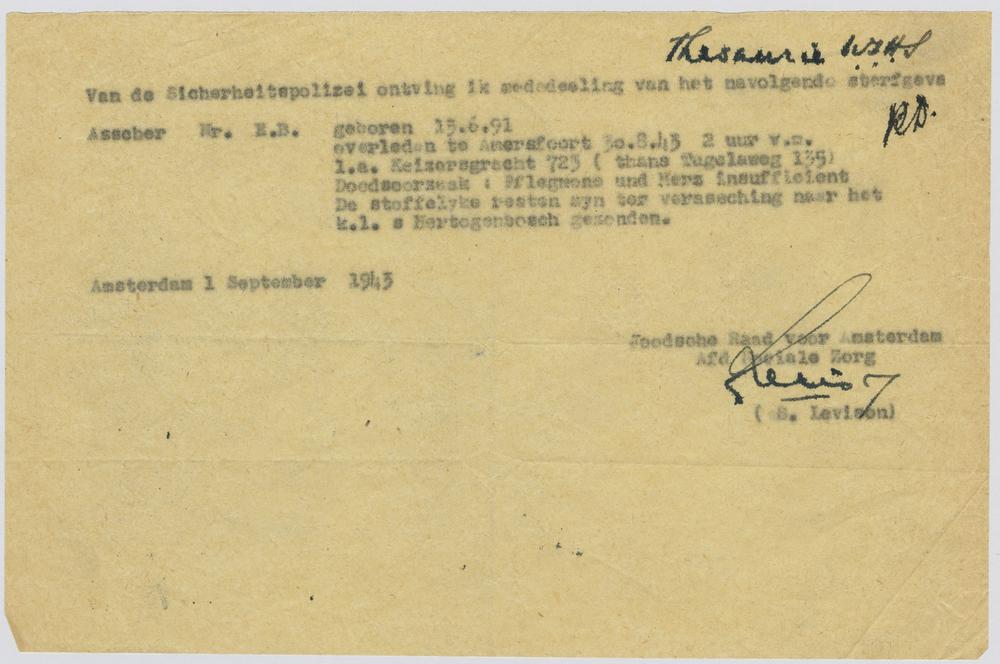 Thesaurie W.H.S
Van de Sicherheitspolizei ontving ik mededeeling van het navolgende sterfgeva
R.D.
Asscher Mr. E.B. geboren 15.6.91
overleden te Amersfoort 30.8.43 2 uur v.m.
l.a. Keizersgracht 723 ( thans Tugelaweg 135)
Doodsoorzaak : Pflegmone und Herz insufficient
De stoffelyke resten zyn ter verassching naar het
k.l. s Hertogenbosch gezonden.
Amsterdam 1 September 1943
Joodsche Raad voor Amsterdam
Afd Sociale Zorg
( S. Levison)